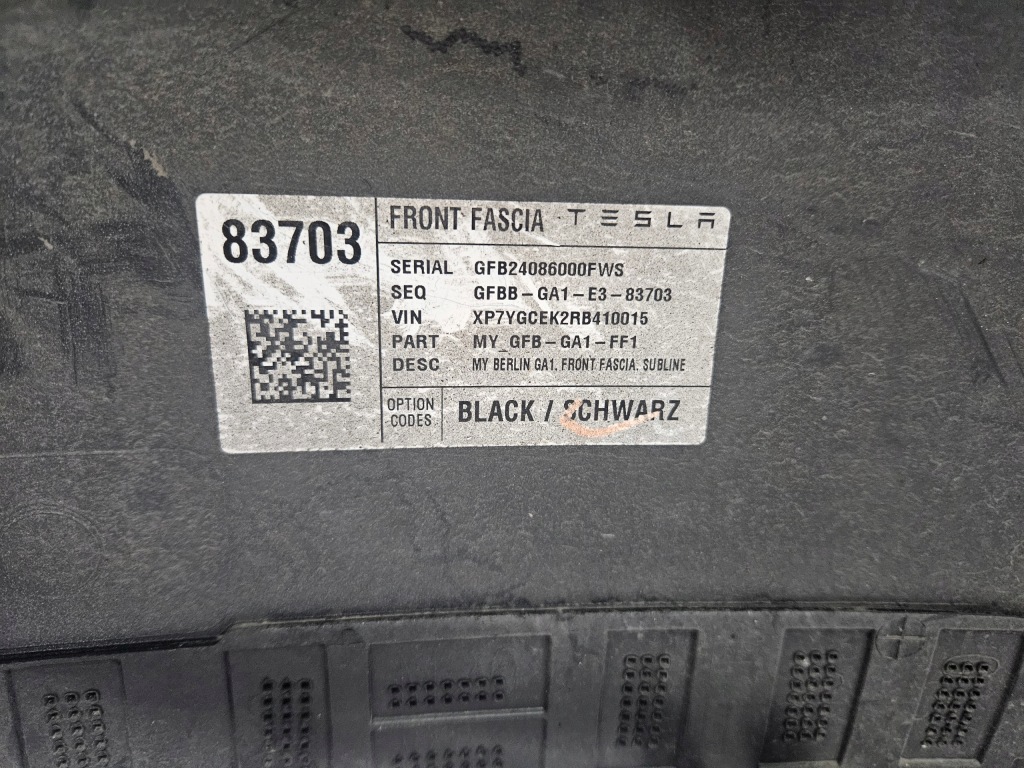 83703
FRONT FASCIA TESLA
SERIAL GFB24086000FWS
SEQ GFBB-GA1-E3-83703
VIN XP7YGCEK2RB410015
PART MY_GFB-GA1-FF1
DESC MY BERLIN GA1, FRONT FASCIA, SUBLINE
OPTION CODES BLACK / SCHWARZ